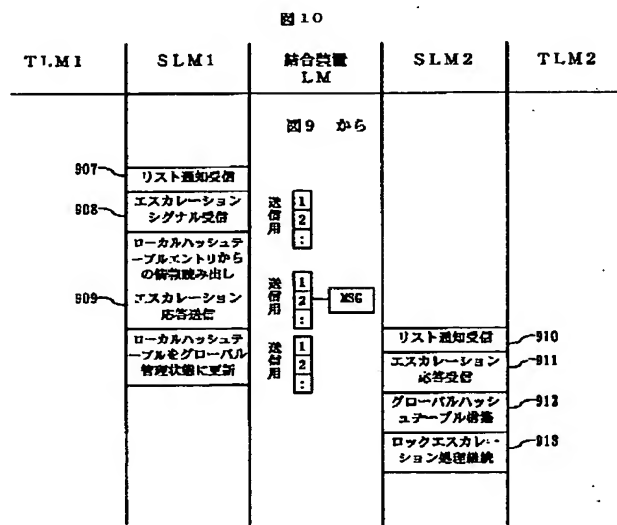 図10
TLM1
SLM1
結合装置
LM
SLM2
TLM2
図9 から
907
リスト通知受信
908
エスカレーション
シグナル受信
送信用
1
2
:
ローカルハッシュテ
ーブルエントリから
の情報読み出し
909
エスカレーション
応答送信
送信用
1
2
:
MSG
ローカルハッシュテ
ーブルをグローバル
管理状態に更新
送信用
1
2
:
リスト通知受信
910
エスカレーション
応答受信
911
グローバルハッシ
ュテーブル構築
912
ロックエスカレー
ション処理継続
913